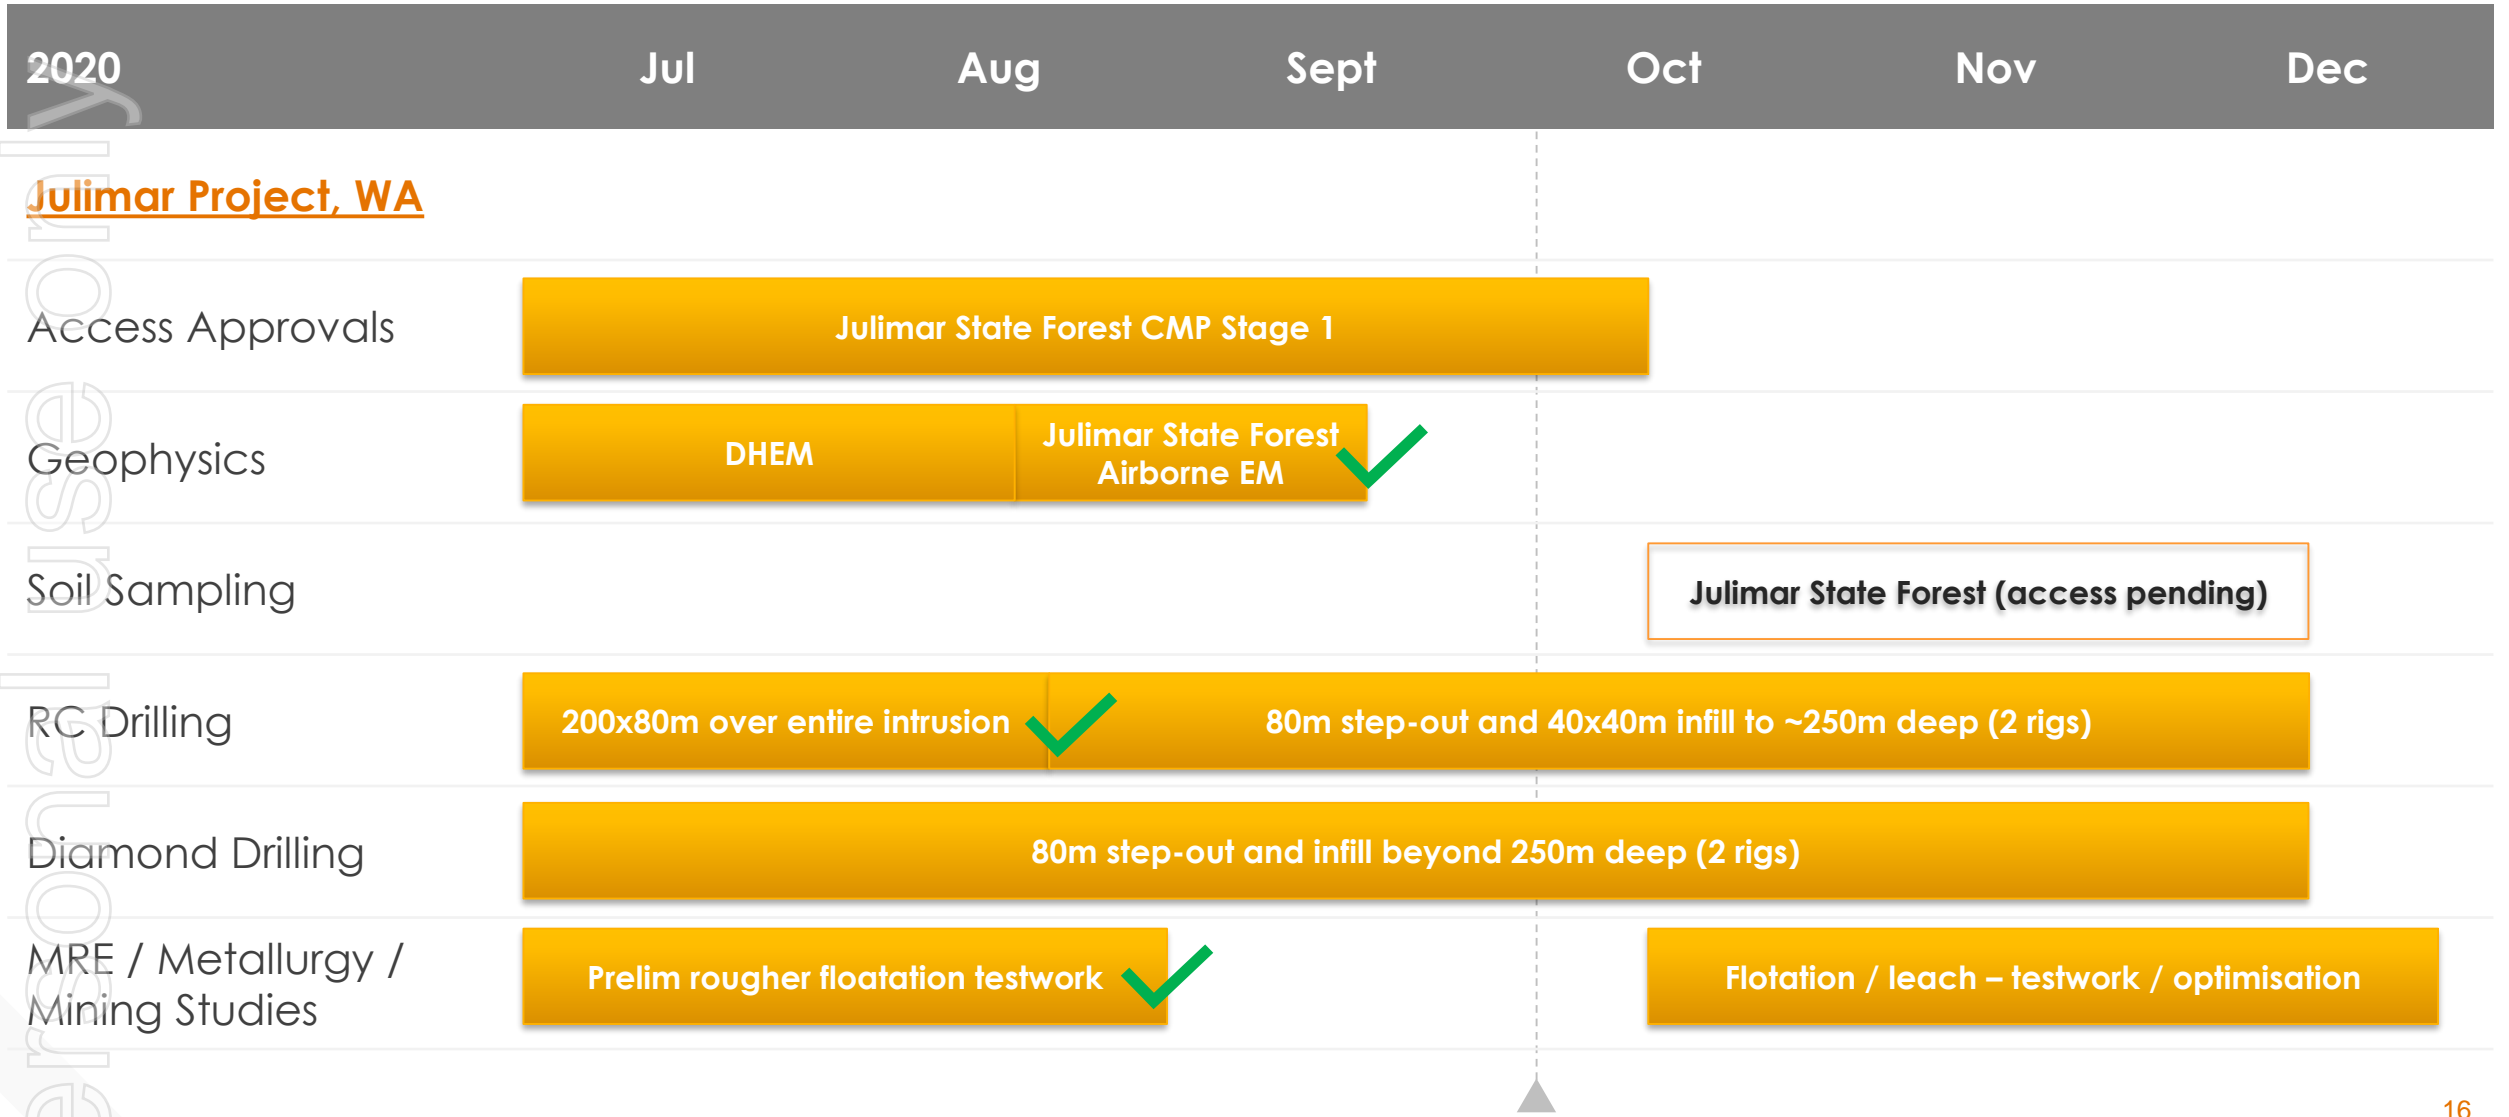 2020 Jul Aug Sept Oct Nov Dec
Julimar Project, WA
Access Approvals
Julimar State Forest CMP Stage 1
Geophysics
DHEM
Julimar State Forest
Airborne EM
Soil Sampling
Julimar State Forest (access pending)
RC Drilling
200x80m over entire intrusion
80m step-out and 40x40m infill to ~250m deep (2 rigs)
Diamond Drilling
80m step-out and infill beyond 250m deep (2 rigs)
MRE / Metallurgy /
Mining Studies
Prelim rougher floatation testwork
Flotation / leach – testwork / optimisation
ersonal use only
16